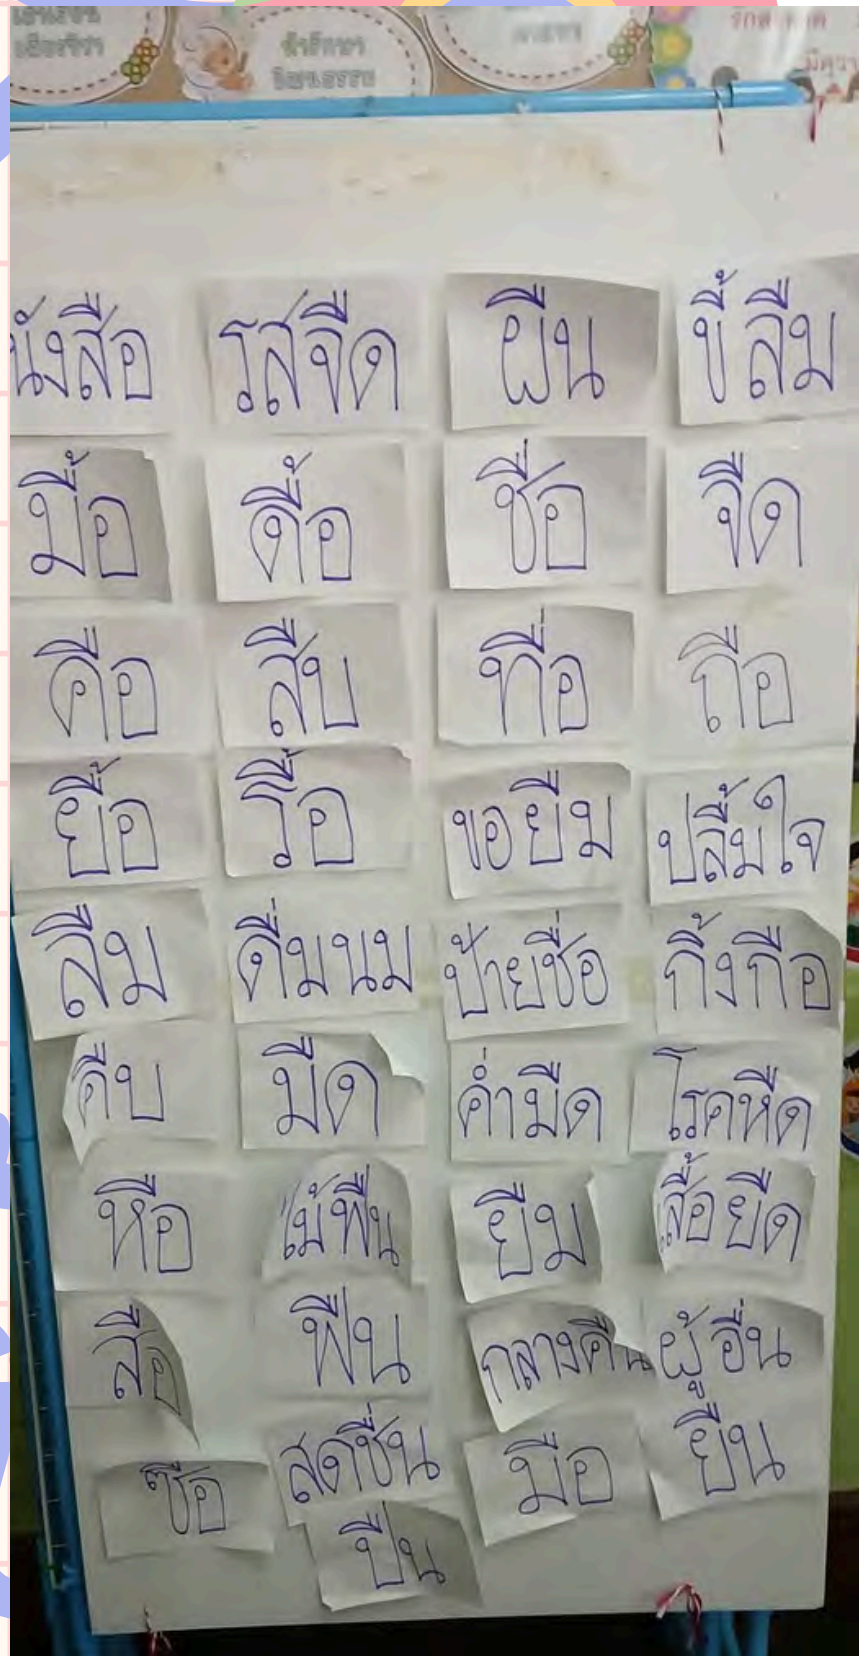 นังสือ รสจืด ผืน ขี้ลืม
มื้อ ดื้อ ชื่อ จืด
คือ สืบ ทื่อ ถือ
ยื้อ รื้อ ขอยืม ปลื้มใจ
ลืม ดื่มนม ป้ายชื่อ กิ้งกือ
คืบ มืด ค่ำมืด โรคหืด
หือ ไม้ฟืน ยืม เสื้อยืด
สือ ฟืน กลางคืน ผู้อื่น
ซือ สดชื่น มือ ยืน
ปืน